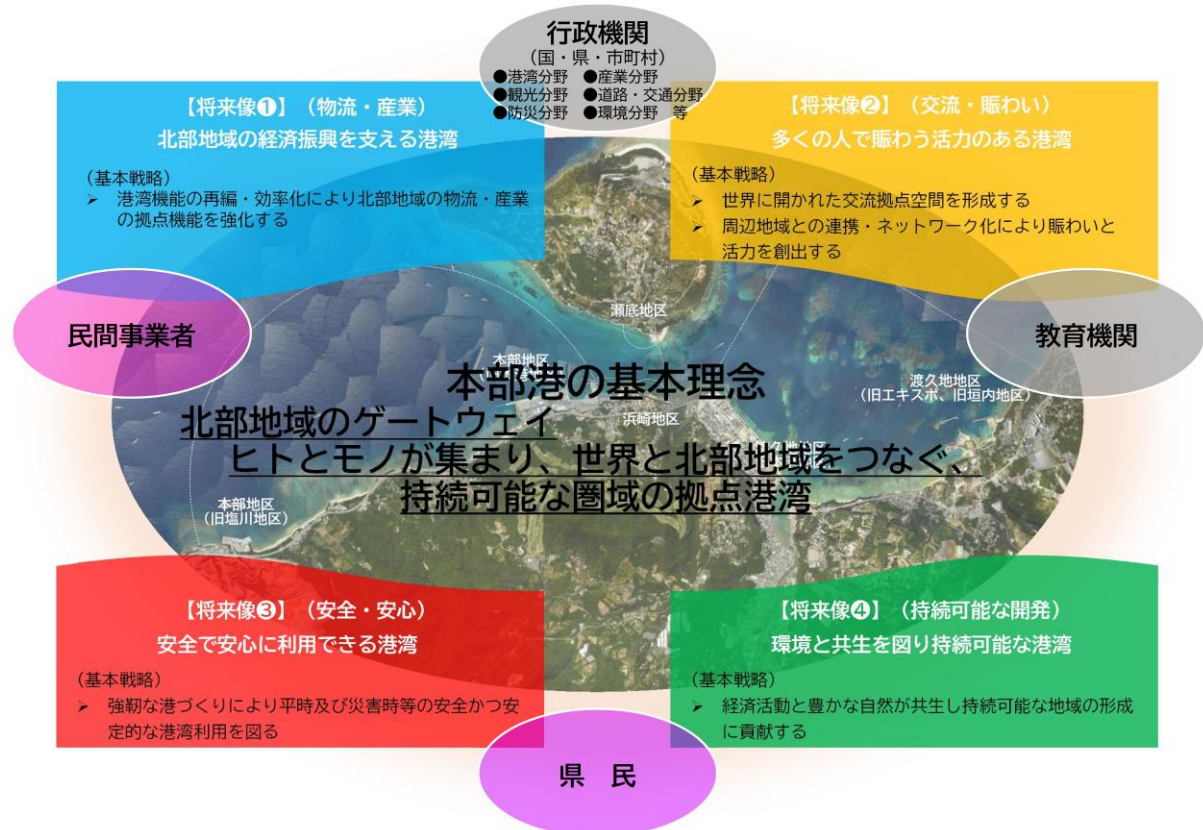 行政機関
(国・県・市町村)
●港湾分野 ●産業分野
●観光分野 ●道路・交通分野
●防災分野 ●環境分野 等
【将来像❶】（物流・産業）
北部地域の経済振興を支える港湾
（基本戦略）
➢ 港湾機能の再編・効率化により北部地域の物流・産業
の拠点機能を強化する
【将来像❷】（交流・賑わい）
多くの人で賑わう活力のある港湾
（基本戦略）
➢ 世界に開かれた交流拠点空間を形成する
➢ 周辺地域との連携・ネットワーク化により賑わいと
活力を創出する
民間事業者
教育機関
瀬底地区
本部地区
渡久地地区
（旧エキスポ、旧垣内地区）
浜崎地区
本部港の基本理念
北部地域のゲートウェイ
ヒトとモノが集まり、世界と北部地域をつなぐ、
持続可能な圏域の拠点港湾
本部地区
（旧塩川地区）
【将来像❸】（安全・安心）
安全で安心に利用できる港湾
（基本戦略）
➢ 強靭な港づくりにより平時及び災害時等の安全かつ安
定的な港湾利用を図る
【将来像❹】（持続可能な開発）
環境と共生を図り持続可能な港湾
（基本戦略）
➢ 経済活動と豊かな自然が共生し持続可能な地域の形成
に貢献する
県 民